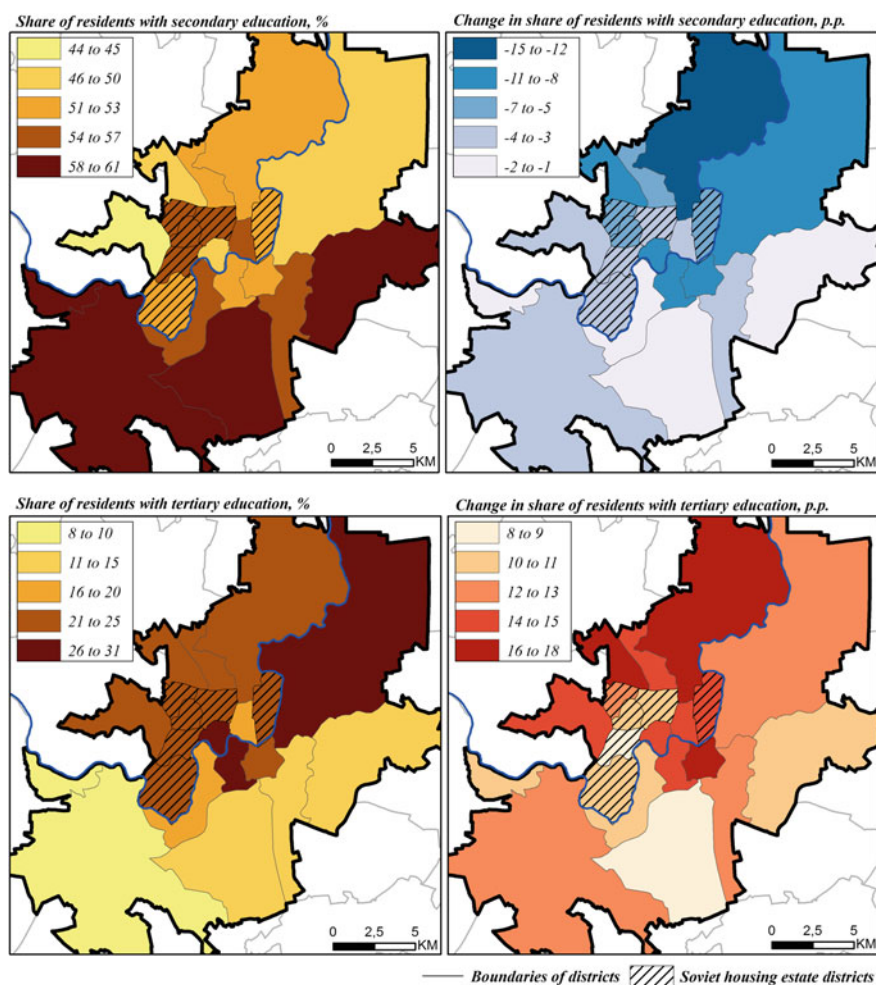 Share of residents with secondary education, %
44 to 45
46 to 50
51 to 53
54 to 57
58 to 61
0 2,5 5
KM
Change in share of residents with secondary education, p.p.
-15 to -12
-11 to -8
-7 to -5
-4 to -3
-2 to -1
0 2,5 5
KM
Share of residents with tertiary education, %
8 to 10
11 to 15
16 to 20
21 to 25
26 to 31
0 2,5 5
KM
Change in share of residents with tertiary education, p.p.
8 to 9
10 to 11
12 to 13
14 to 15
16 to 18
0 2,5 5
KM
Boundaries of districts Soviet housing estate districts